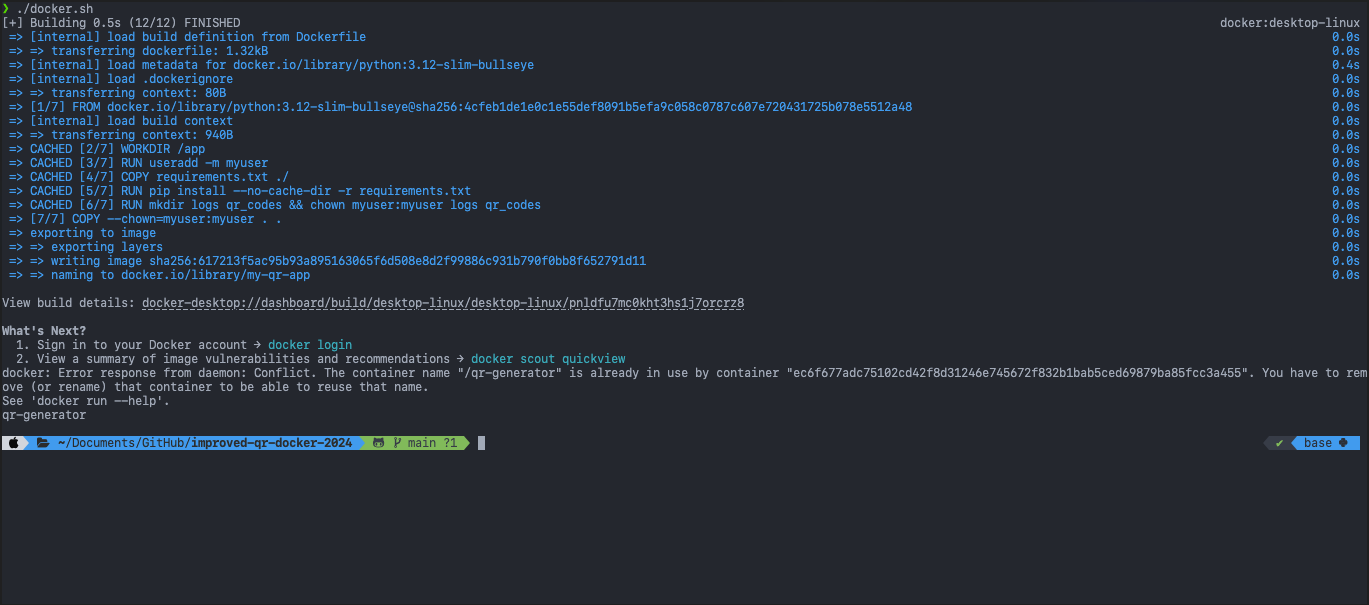 ❯ ./docker.sh
[+] Building 0.5s (12/12) FINISHED docker:desktop-linux
=> [internal] load build definition from Dockerfile 0.0s
=> => transferring dockerfile: 1.32kB 0.0s
=> [internal] load metadata for docker.io/library/python:3.12-slim-bullseye 0.4s
=> [internal] load .dockerignore 0.0s
=> => transferring context: 80B 0.0s
=> [1/7] FROM docker.io/library/python:3.12-slim-bullseye@sha256:4cfeb1de1e0c1e55def8091b5efa9c058c0787c607e720431725b078e5512a48 0.0s
=> [internal] load build context 0.0s
=> => transferring context: 940B 0.0s
=> CACHED [2/7] WORKDIR /app 0.0s
=> CACHED [3/7] RUN useradd -m myuser 0.0s
=> CACHED [4/7] COPY requirements.txt ./ 0.0s
=> CACHED [5/7] RUN pip install --no-cache-dir -r requirements.txt 0.0s
=> CACHED [6/7] RUN mkdir logs qr_codes && chown myuser:myuser logs qr_codes 0.0s
=> [7/7] COPY --chown=myuser:myuser . . 0.0s
=> exporting to image 0.0s
=> => exporting layers 0.0s
=> => writing image sha256:617213f5ac95b93a895163065f6d508e8d2f99886c931b790f0bb8f652791d11 0.0s
=> => naming to docker.io/library/my-qr-app 0.0s
View build details: docker-desktop://dashboard/build/desktop-linux/desktop-linux/pnldfu7mc0kht3hs1j7orcrz8
What's Next?
1. Sign in to your Docker account → docker login
2. View a summary of image vulnerabilities and recommendations → docker scout quickview
docker: Error response from daemon: Conflict. The container name "/qr-generator" is already in use by container "ec6f677adc75102cd42f8d31246e745672f832b1bab5ced69879ba85fcc3a455". You have to rem
ove (or rename) that container to be able to reuse that name.
See 'docker run --help'.
qr-generator
~/Documents/GitHub/improved-qr-docker-2024 main ?1 ✔ base